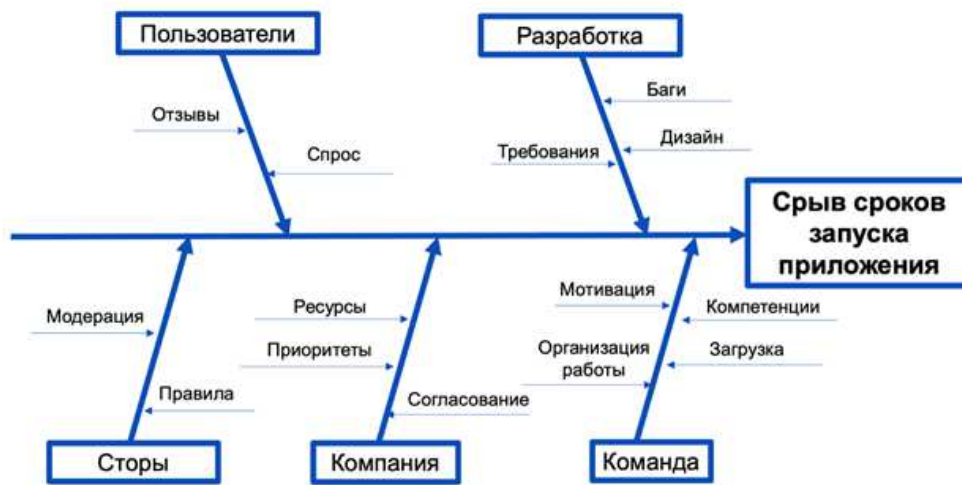 Пользователи
Разработка
Отзывы
Спрос
Баги
Дизайн
Требования
Срыв сроков
запуска
приложения
Модерация
Правила
Ресурсы
Приоритеты
Согласование
Мотивация
Компетенции
Организация
работы
Загрузка
Сторы
Компания
Команда